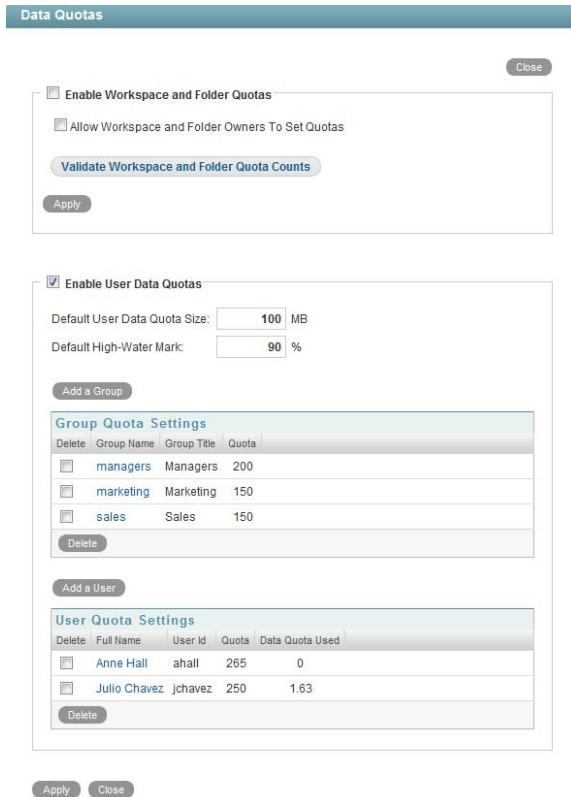 Data Quotas
Close
Enable Workspace and Folder Quotas
Allow Workspace and Folder Owners To Set Quotas
Validate Workspace and Folder Quota Counts
Apply
Enable User Data Quotas
Default User Data Quota Size: 100 MB
Default High-Water Mark: 90 %
Add a Group
Group Quota Settings
Delete Group Name Group Title Quota
managers Managers 200
marketing Marketing 150
sales Sales 150
Delete
Add a User
User Quota Settings
Delete Full Name User Id Quota Data Quota Used
Anne Hall ahall 265 0
Julio Chavez jchavez 250 1.63
Delete
Apply Close